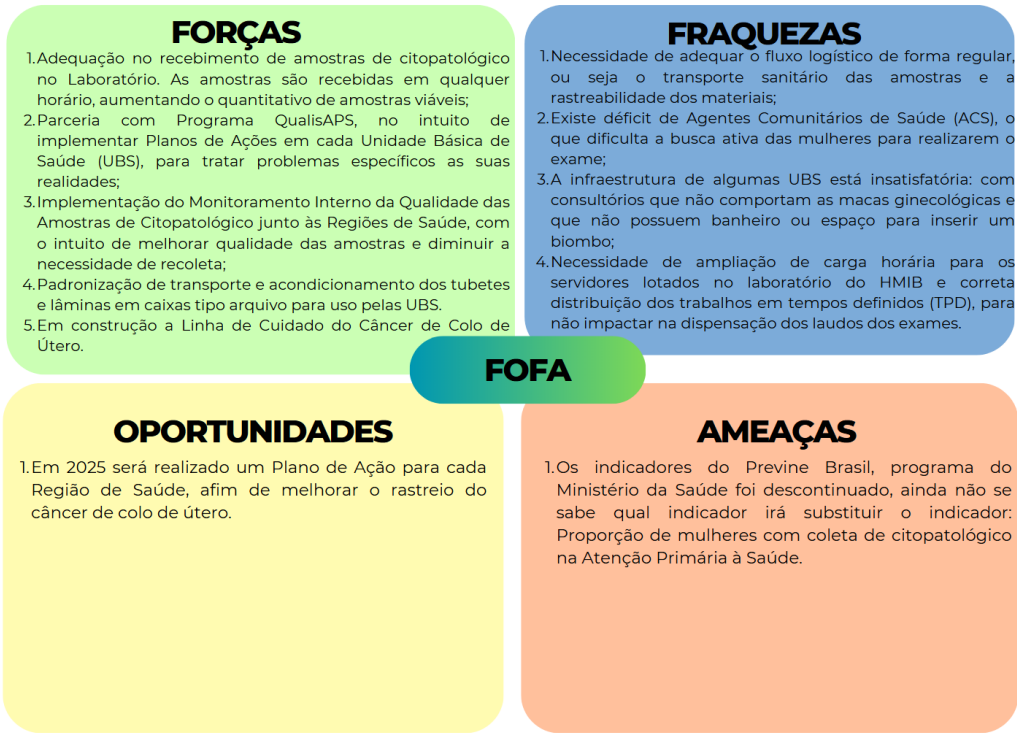 FORÇAS
1. Adequação no recebimento de amostras de citopatológico
no Laboratório. As amostras são recebidas em qualquer
horário, aumentando o quantitativo de amostras viáveis;
2. Parceria com Programa QualisAPS, no intuito de
implementar Planos de Ações em cada Unidade Básica de
Saúde (UBS), para tratar problemas específicos as suas
realidades;
3. Implementação do Monitoramento Interno da Qualidade das
Amostras de Citopatológico junto às Regiões de Saúde, com
o intuito de melhorar qualidade das amostras e diminuir a
necessidade de recoleta;
4. Padronização de transporte e acondicionamento dos tubetes
e lâminas em caixas tipo arquivo para uso pelas UBS.
5. Em construção a Linha de Cuidado do Câncer de Colo de
Útero.
FRAQUEZAS
1. Necessidade de adequar o fluxo logístico de forma regular,
ou seja o transporte sanitário das amostras e a
rastreabilidade dos materiais;
2. Existe déficit de Agentes Comunitários de Saúde (ACS), o
que dificulta a busca ativa das mulheres para realizarem o
exame;
3. A infraestrutura de algumas UBS está insatisfatória: com
consultórios que não comportam as macas ginecológicas e
que não possuem banheiro ou espaço para inserir um
biombo;
4. Necessidade de ampliação de carga horária para os
servidores lotados no laboratório do HMIB e correta
distribuição dos trabalhos em tempos definidos (TPD), para
não impactar na dispensação dos laudos dos exames.
FOFA
OPORTUNIDADES
1. Em 2025 será realizado um Plano de Ação para cada
Região de Saúde, afim de melhorar o rastreio do
câncer de colo de útero.
AMEAÇAS
1. Os indicadores do Previne Brasil, programa do
Ministério da Saúde foi descontinuado, ainda não se
sabe qual indicador irá substituir o indicador:
Proporção de mulheres com coleta de citopatológico
na Atenção Primária à Saúde.